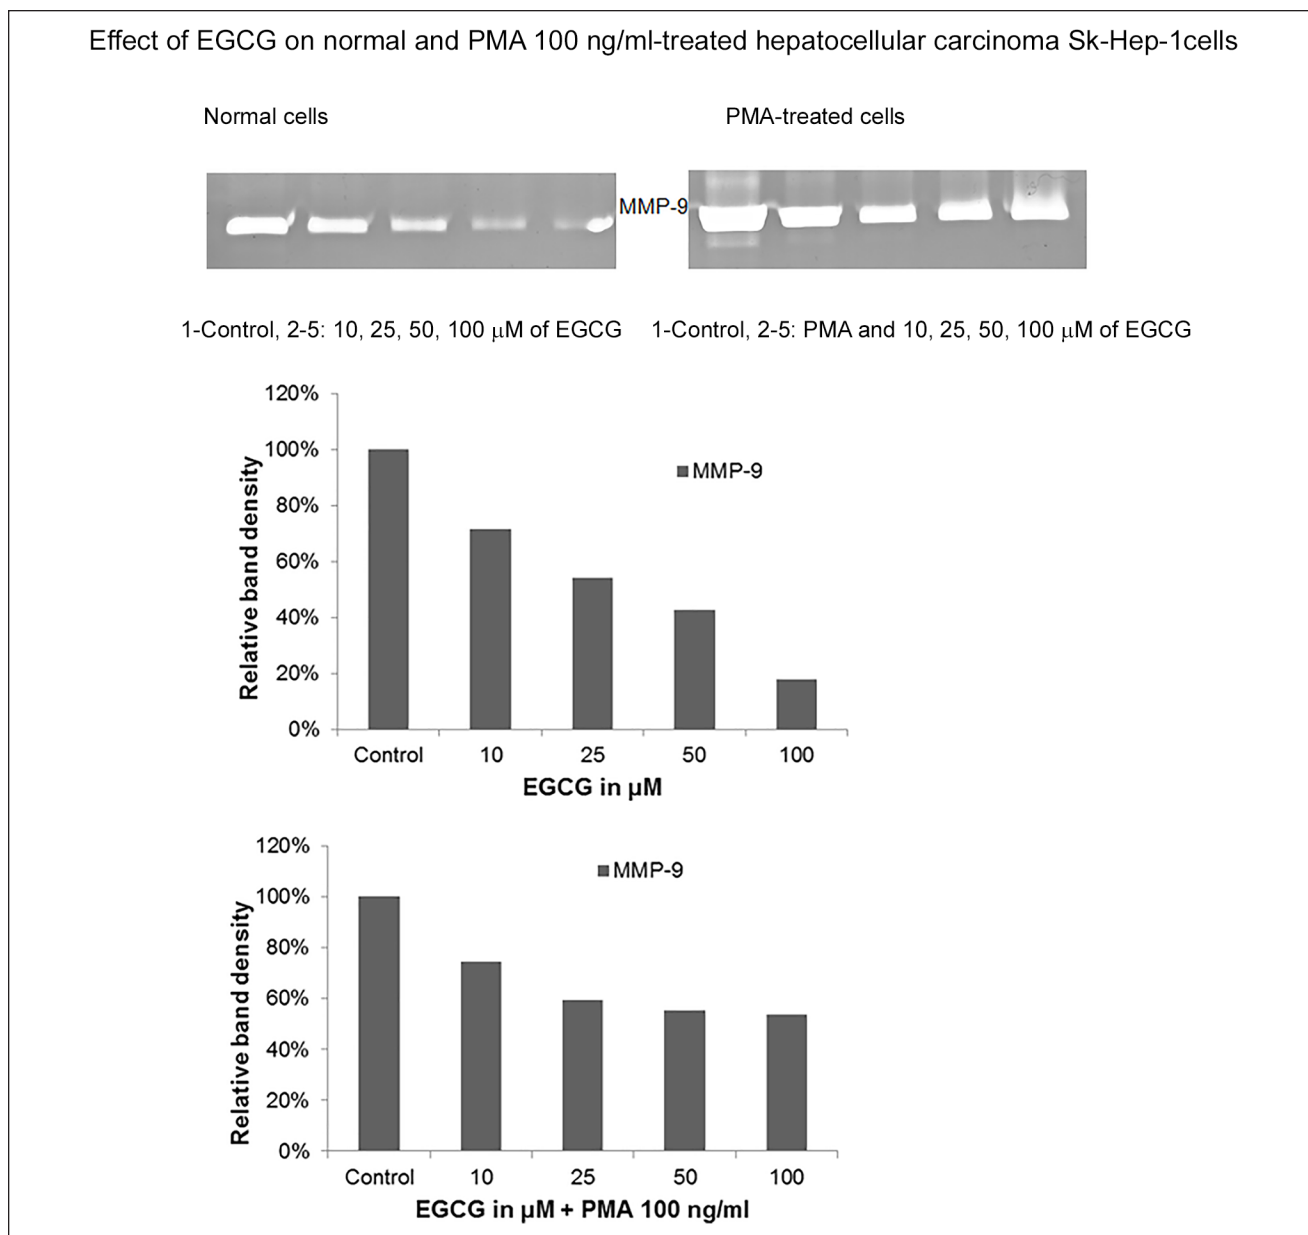 Effect of EGCG on normal and PMA 100 ng/ml-treated hepatocellular carcinoma Sk-Hep-1cells
Normal cells
PMA-treated cells
MMP-9
1-Control, 2-5: 10, 25, 50, 100 μM of EGCG
1-Control, 2-5: PMA and 10, 25, 50, 100 μM of EGCG
120%
100%
80%
60%
40%
20%
0%
Relative band density
MMP-9
Control 10 25 50 100
EGCG in µM
120%
100%
80%
60%
40%
20%
0%
Relative band density
MMP-9
Control 10 25 50 100
EGCG in µM + PMA 100 ng/ml